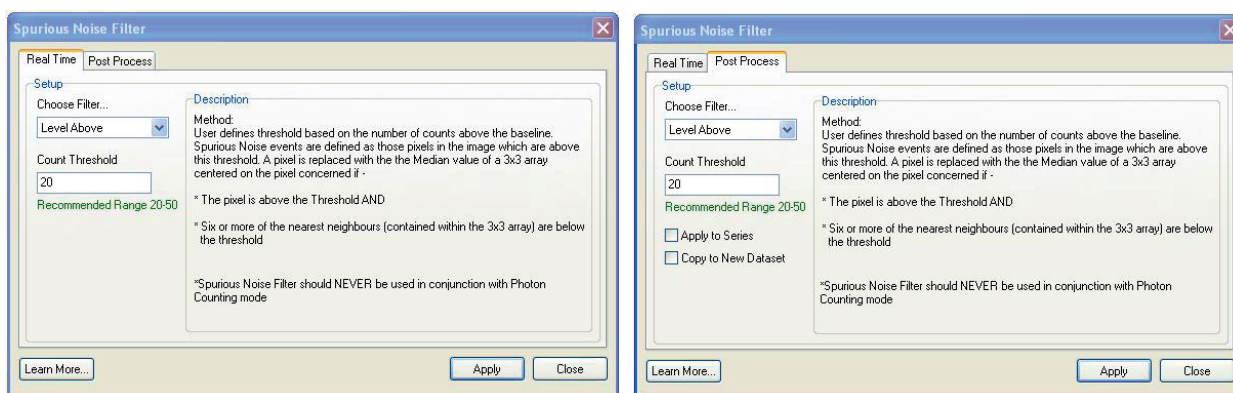 Spurious Noise Filter
Real Time Post Process
Setup
Choose Filter...
Level Above
Count Threshold
20
Recommended Range 20-50
Description
Method:
User defines threshold based on the number of counts above the baseline.
Spurious Noise events are defined as those pixels in the image which are above
this threshold. A pixel is replaced with the the Median value of a 3x3 array
centered on the pixel concerned if -
* The pixel is above the Threshold AND
* Six or more of the nearest neighbours (contained within the 3x3 array) are below
the threshold
*Spurious Noise Filter should NEVER be used in conjunction with Photon
Counting mode
Learn More... Apply Close
Spurious Noise Filter
Real Time Post Process
Setup
Choose Filter...
Level Above
Count Threshold
20
Recommended Range 20-50
Apply to Series
Copy to New Dataset
Description
Method:
User defines threshold based on the number of counts above the baseline.
Spurious Noise events are defined as those pixels in the image which are above
this threshold. A pixel is replaced with the the Median value of a 3x3 array
centered on the pixel concerned if -
* The pixel is above the Threshold AND
* Six or more of the nearest neighbours (contained within the 3x3 array) are below
the threshold
*Spurious Noise Filter should NEVER be used in conjunction with Photon
Counting mode
Learn More... Apply Close